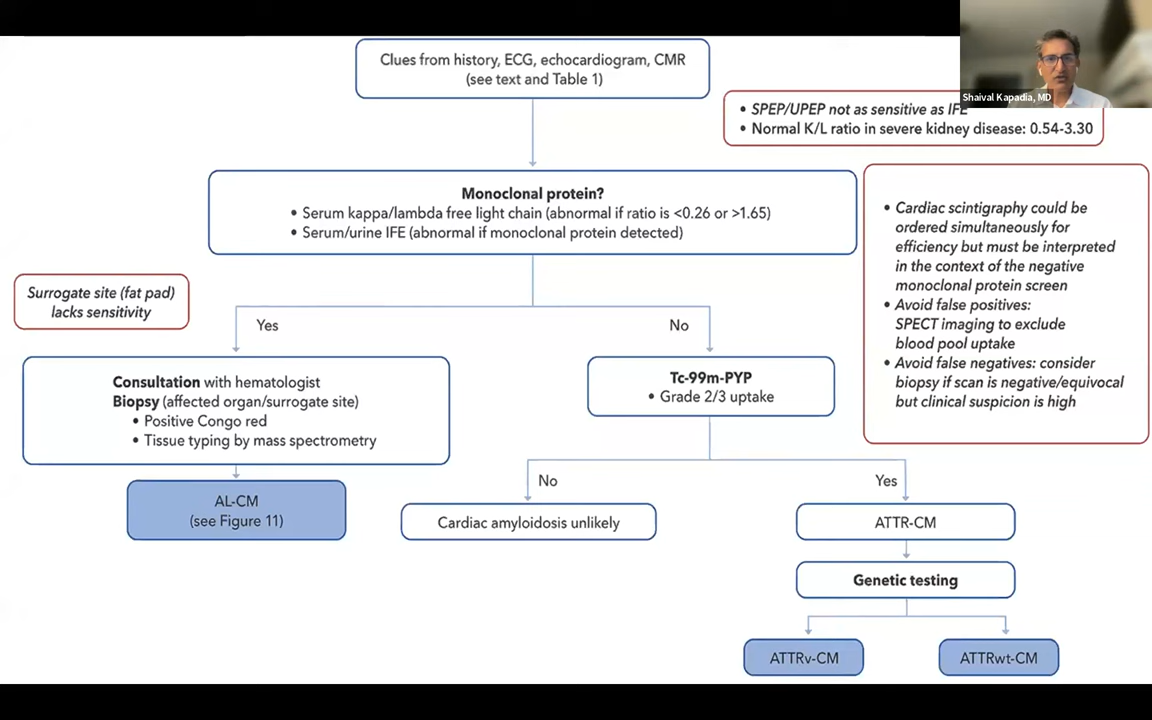 Clues from history, ECG, echocardiogram, CMR
(see text and Table 1)
Shaival Kapadia, MD
• SPEP/UPEP not as sensitive as IFE
• Normal K/L ratio in severe kidney disease: 0.54-3.30
Monoclonal protein?
• Serum kappa/lambda free light chain (abnormal if ratio is <0.26 or >1.65)
• Serum/urine IFE (abnormal if monoclonal protein detected)
• Cardiac scintigraphy could be
ordered simultaneously for
efficiency but must be interpreted
in the context of the negative
monoclonal protein screen
• Avoid false positives:
SPECT imaging to exclude
blood pool uptake
• Avoid false negatives: consider
biopsy if scan is negative/equivocal
but clinical suspicion is high
Surrogate site (fat pad)
lacks sensitivity
Yes
No
Consultation with hematologist
Biopsy (affected organ/surrogate site)
• Positive Congo red
• Tissue typing by mass spectrometry
Tc-99m-PYP
• Grade 2/3 uptake
No
Yes
AL-CM
(see Figure 11)
Cardiac amyloidosis unlikely
ATTR-CM
Genetic testing
ATTRv-CM
ATTRwt-CM